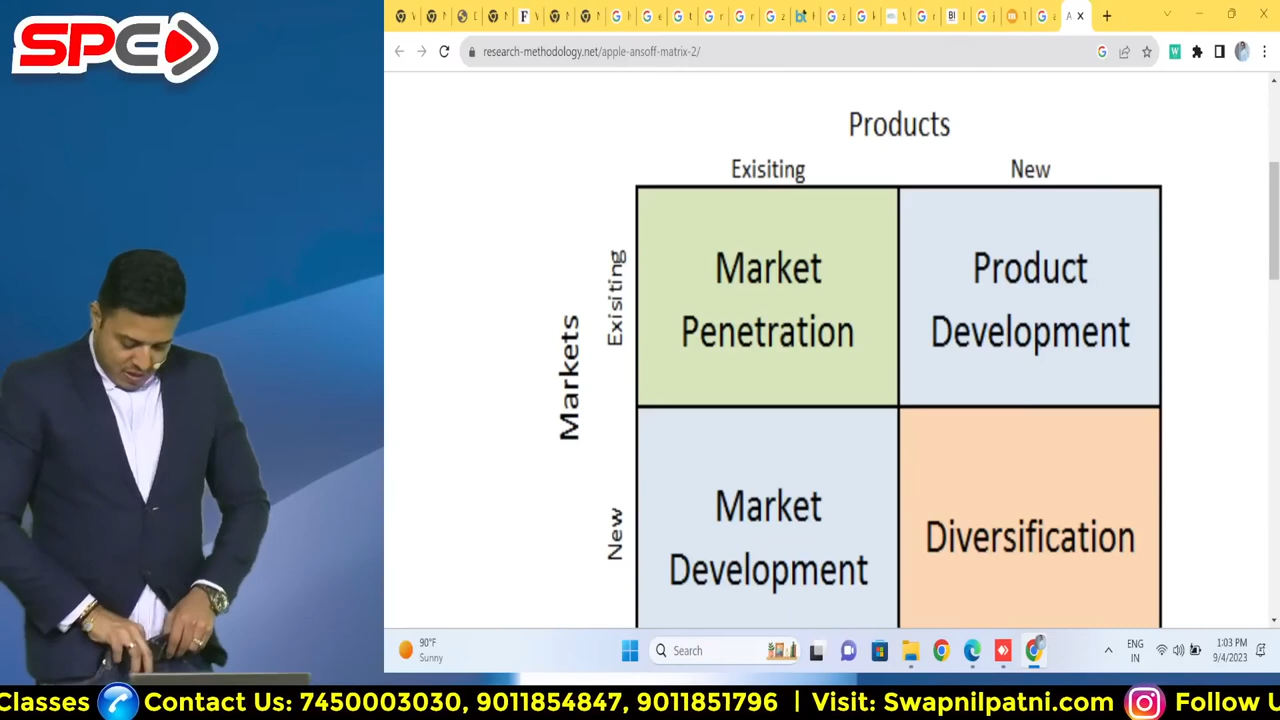 SPC
research-methodology.net/apple-ansoff-matrix-2/
Products
Exisiting
New
Markets
Exisiting
Market
Penetration
Product
Development
New
Market
Development
Diversification
90°F
Sunny
Search
ENG
IN
1:03 PM
9/4/2023
Classes Contact Us: 7450003030, 9011854847, 9011851796 | Visit: Swapnilpatni.com Follow U